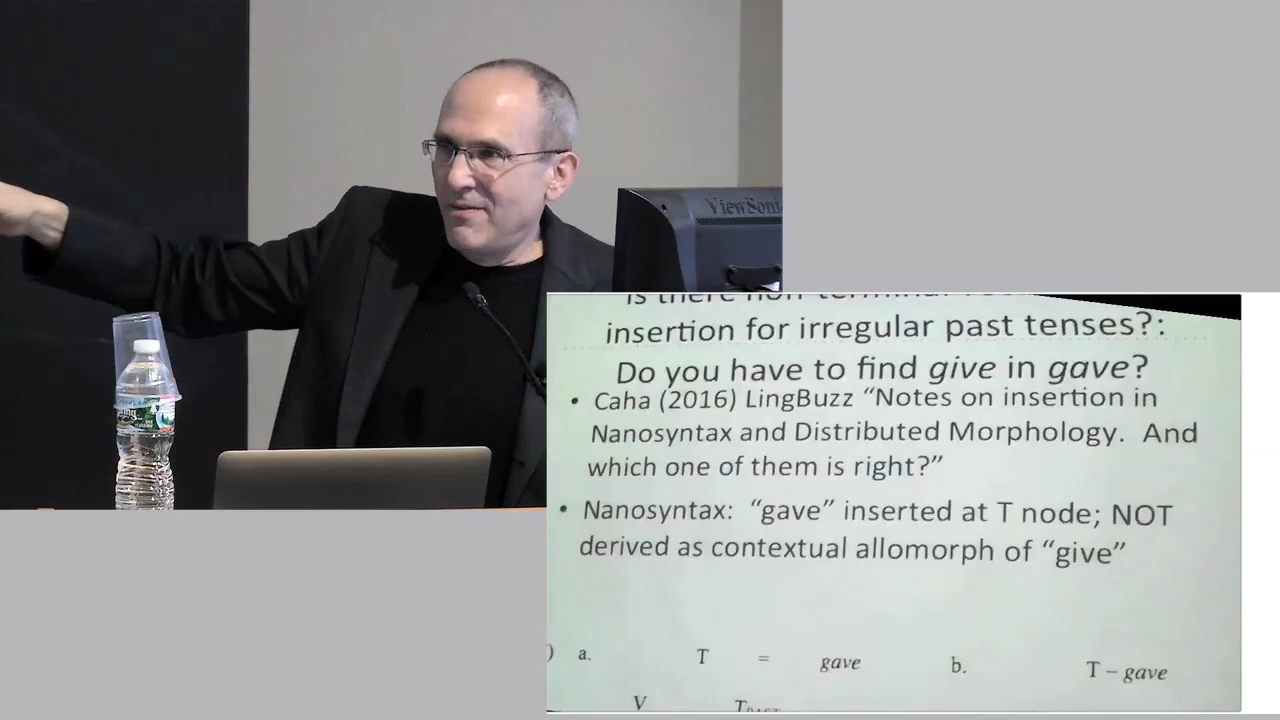 ViewSoni
insertion for irregular past tenses?:
Do you have to find give in gave?
• Caha (2016) LingBuzz “Notes on insertion in
Nanosyntax and Distributed Morphology. And
which one of them is right?”
• Nanosyntax: “gave” inserted at T node; NOT
derived as contextual allomorph of “give”
) a. T = gave b. T – gave
V T